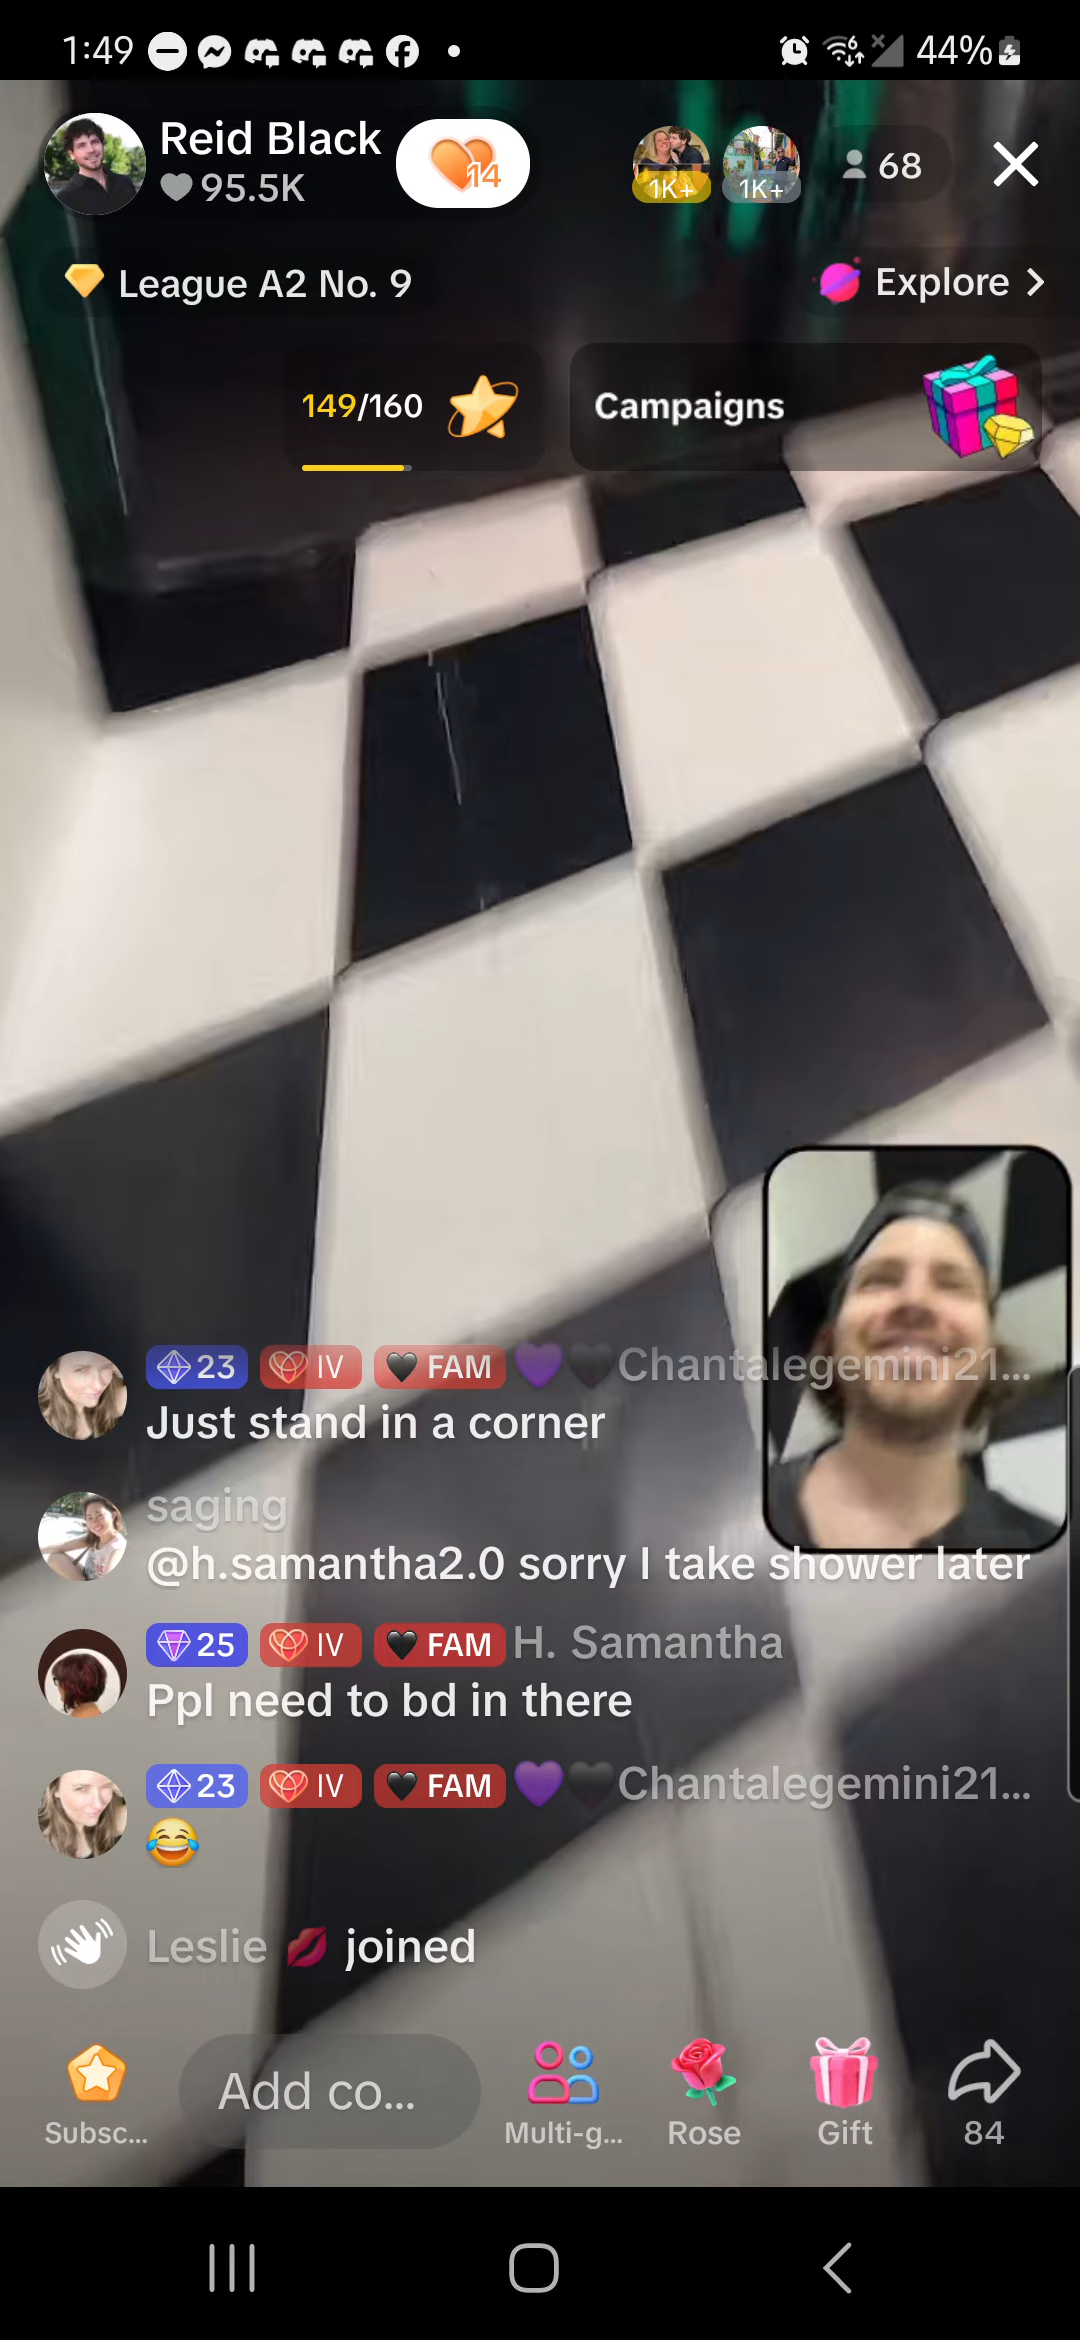 1:49
44%
Reid Black
95.5K
14
1K+
1K+
68
League A2 No. 9
Explore
149/160
Campaigns
23 IV FAM Chantalegemini21...
Just stand in a corner
saging
@h.samantha2.0 sorry I take shower later
25 IV FAM H. Samantha
Ppl need to bd in there
23 IV FAM Chantalegemini21...
Leslie joined
Add co...
Subsc...
Multi-g...
Rose
Gift
84